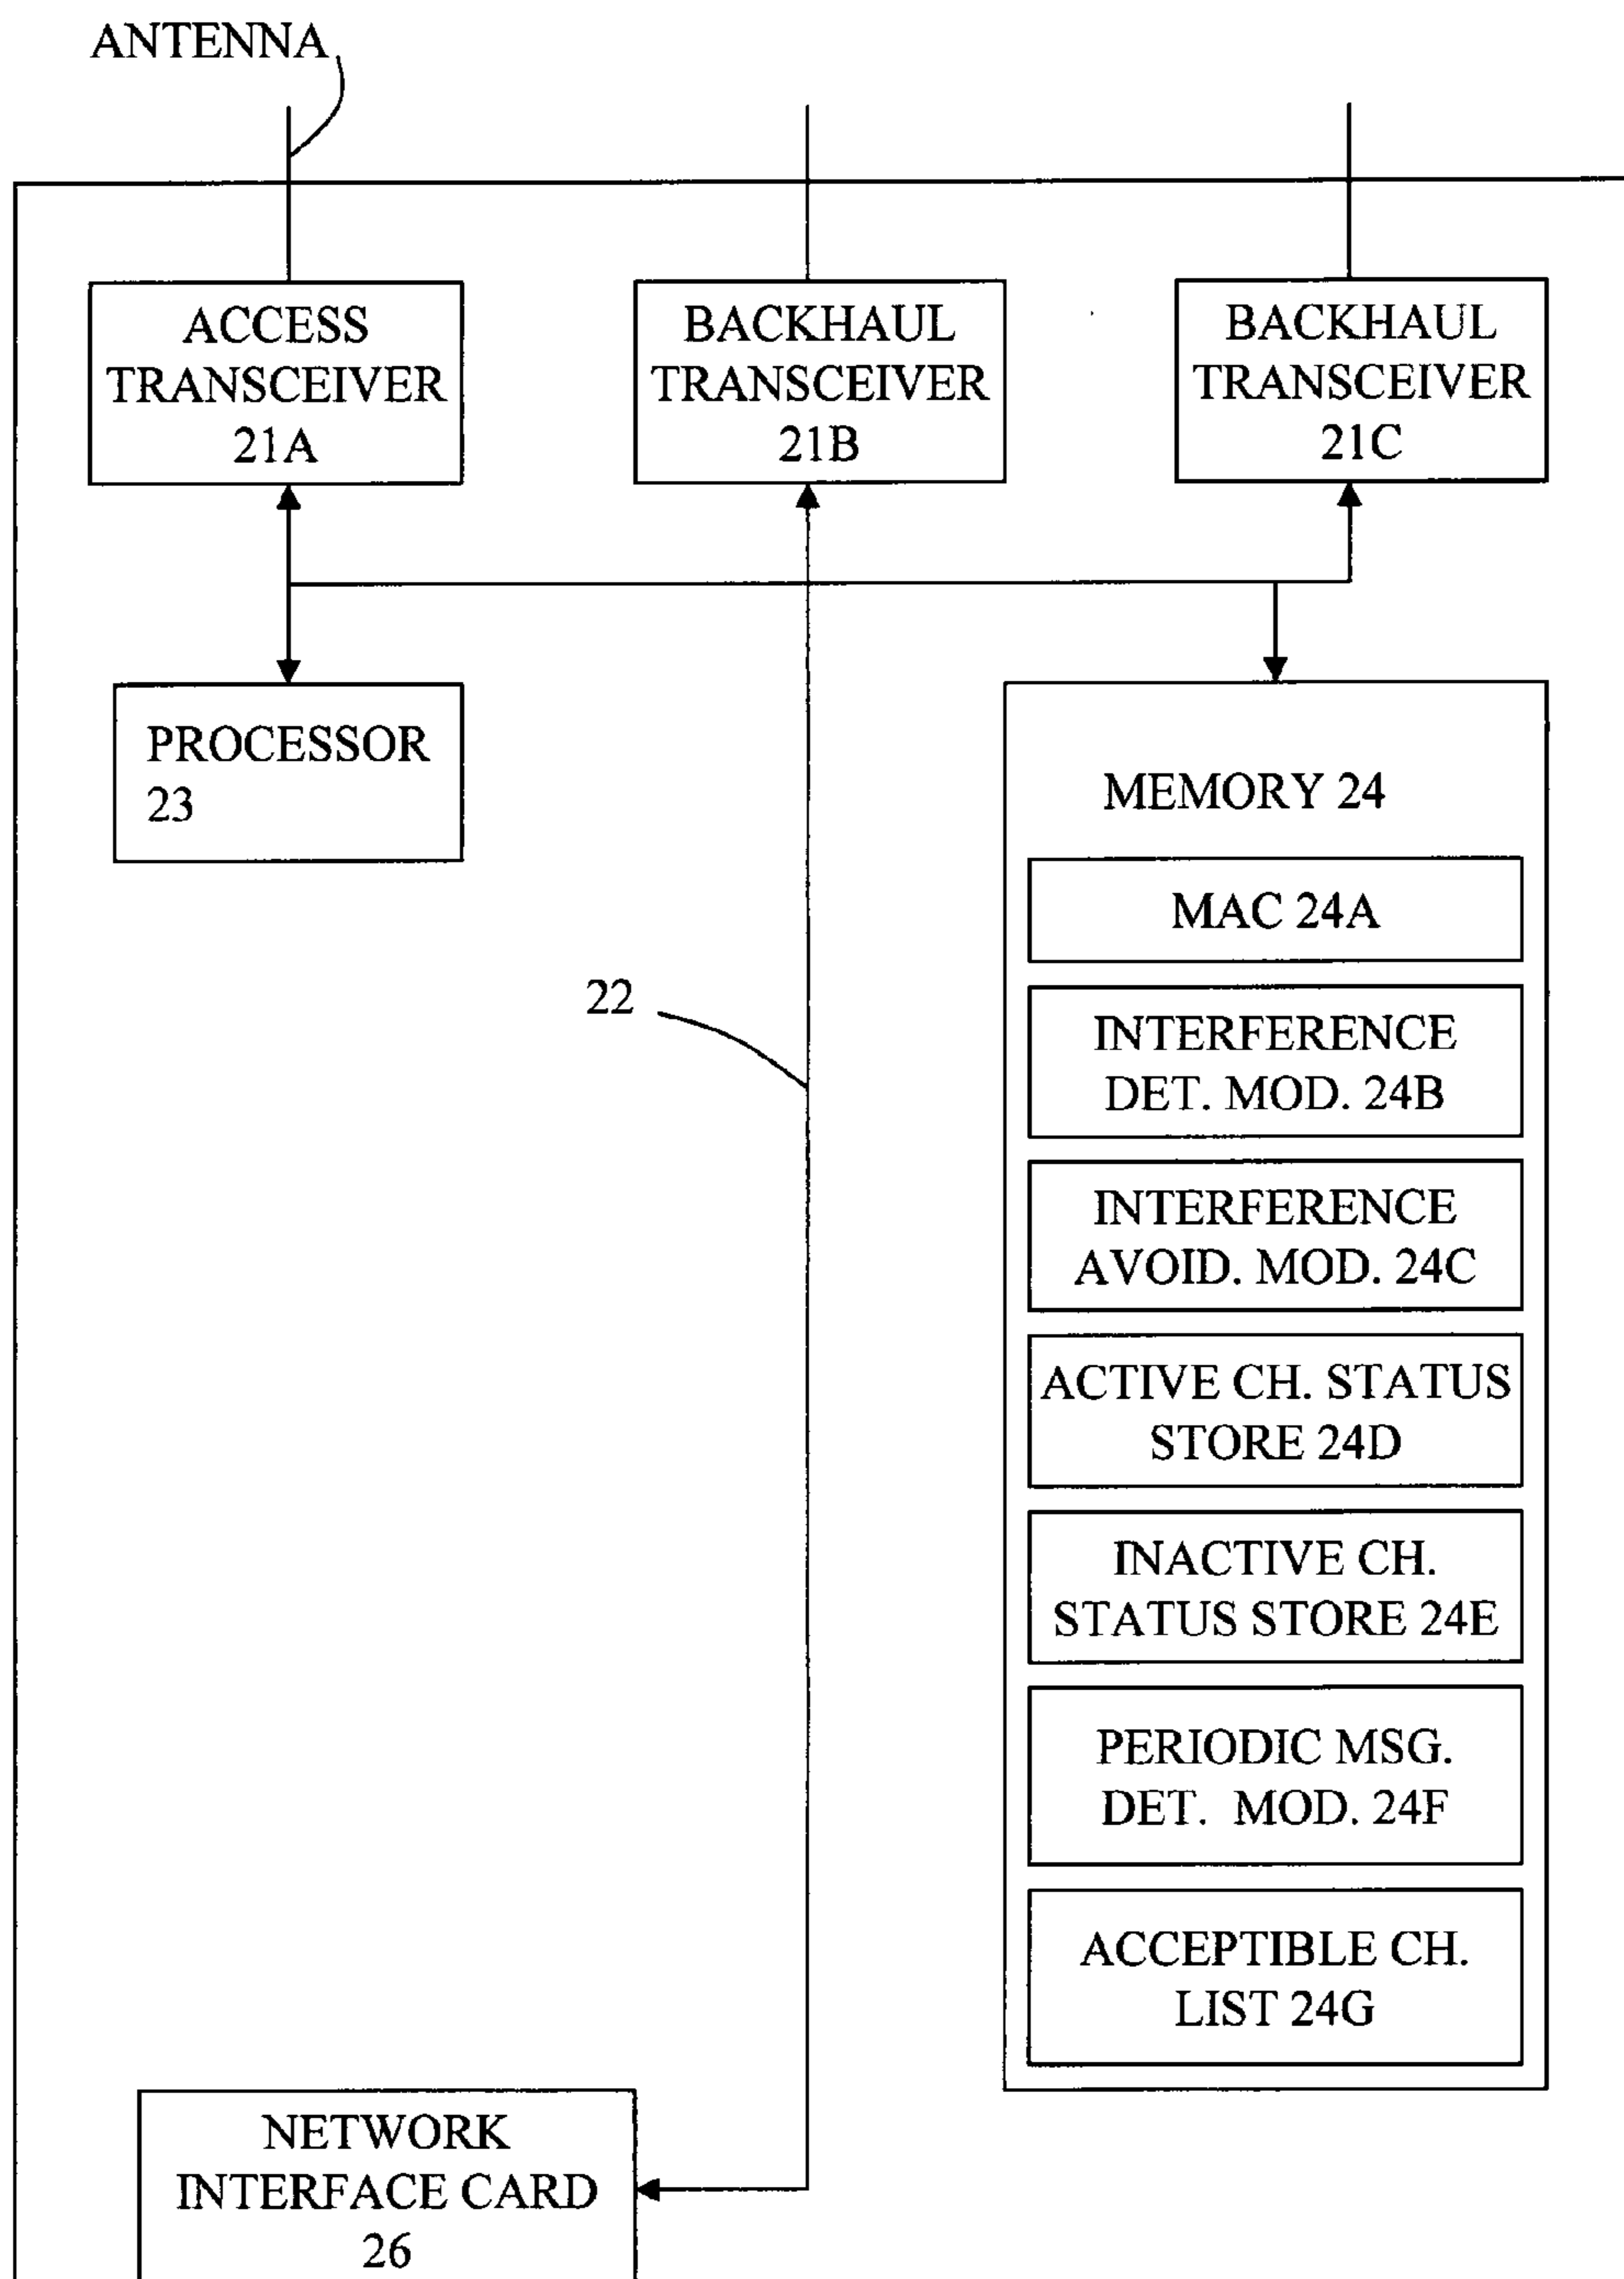 ANTENNA
ACCESS
TRANSCEIVER
21A
BACKHAUL
TRANSCEIVER
21B
BACKHAUL
TRANSCEIVER
21C
PROCESSOR
23
MEMORY 24
MAC 24A
22
INTERFERENCE
DET. MOD. 24B
INTERFERENCE
AVOID. MOD. 24C
ACTIVE CH. STATUS
STORE 24D
INACTIVE CH.
STATUS STORE 24E
PERIODIC MSG.
DET. MOD. 24F
ACCEPTIBLE CH.
LIST 24G
NETWORK
INTERFACE CARD
26